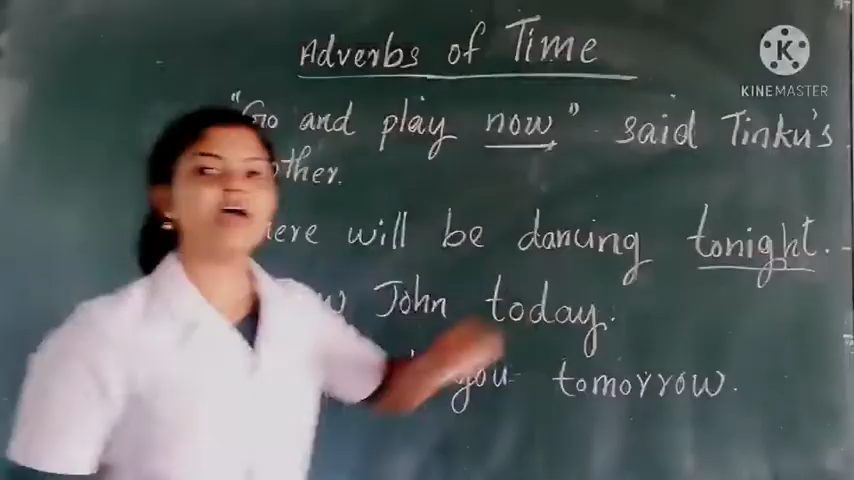 Adverbs of Time
"Go and play now" said Tinku's
other.
ere will be dancing tonight.
w John today.
you tomorrow.
KINEMASTER